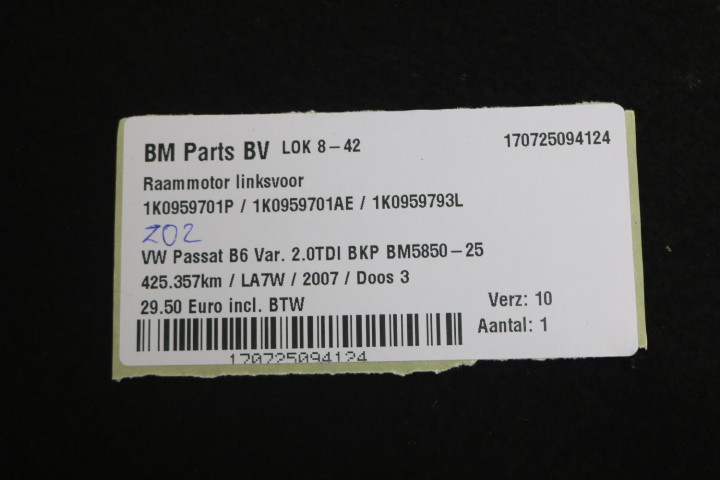 BM Parts BV LOK 8-42 170725094124
Raammotor linksvoor
1K0959701P / 1K0959701AE / 1K0959793L
Z02
VW Passat B6 Var. 2.0TDI BKP BM5850-25
425.357km / LA7W / 2007 / Doos 3
29.50 Euro incl. BTW Verz: 10
Aantal: 1
170725094124